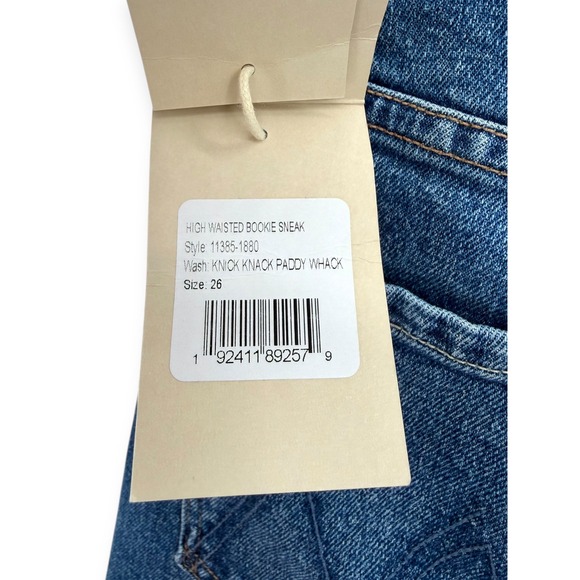 HIGH WAISTED BOOKIE SNEAK
Style: 11385-1880
Wash: KNICK KNACK PADDY WHACK
Size: 26
1 92411 89257 9